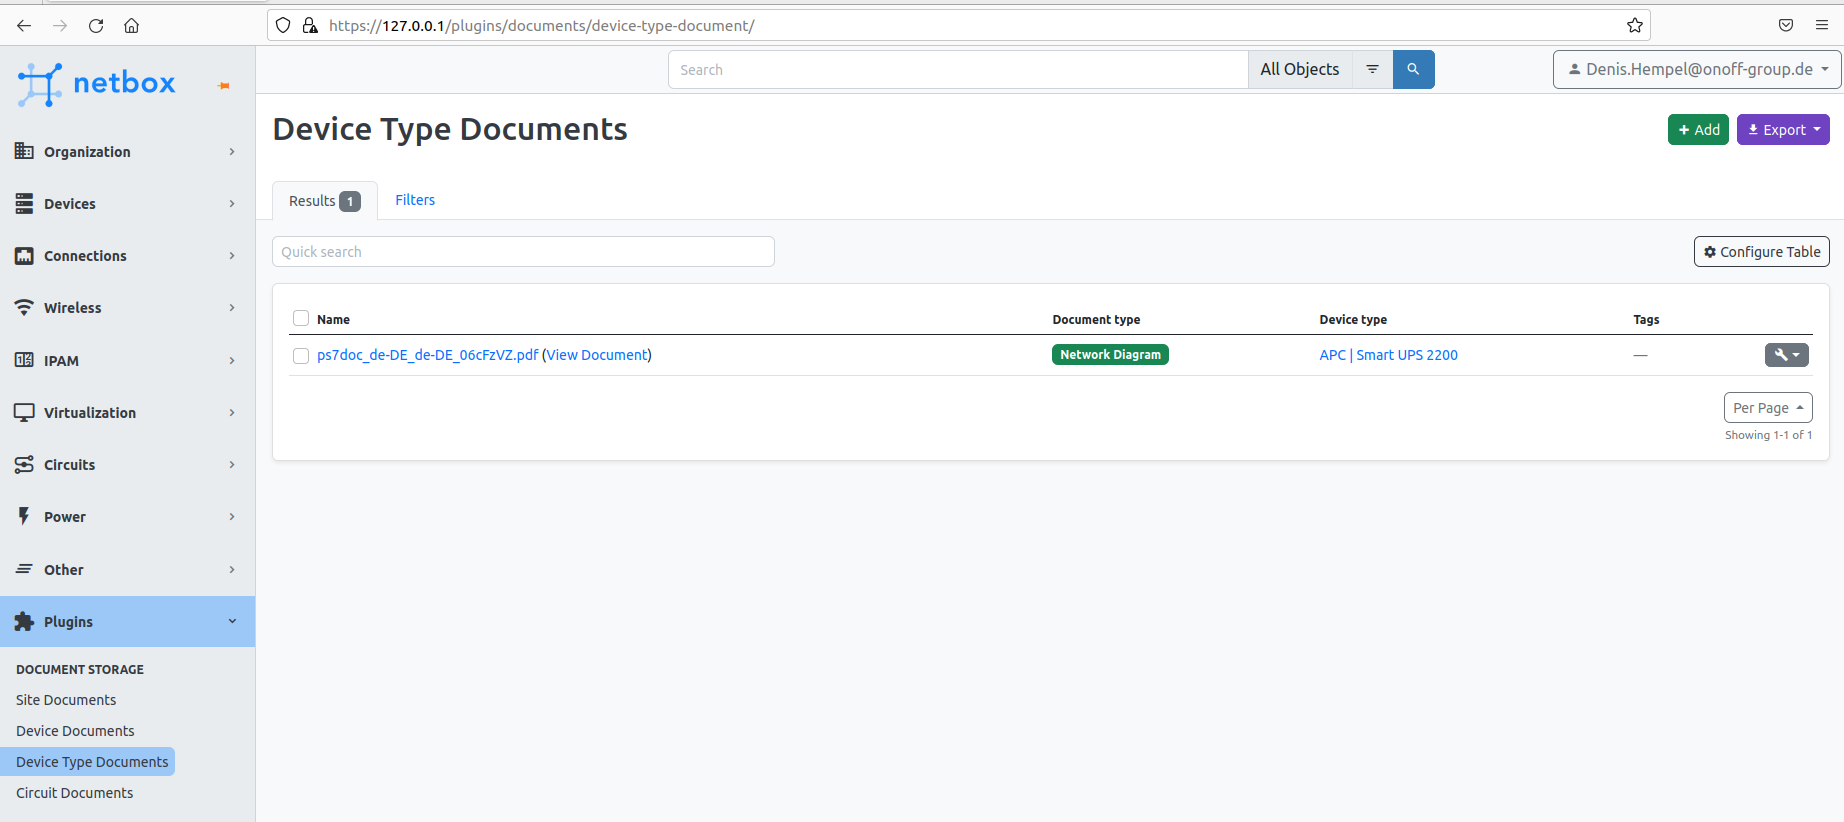 https://127.0.0.1/plugins/documents/device-type-document/
netbox
Search
All Objects
Denis.Hempel@onoff-group.de
Organization
Devices
Connections
Wireless
IPAM
Virtualization
Circuits
Power
Other
Plugins
DOCUMENT STORAGE
Site Documents
Device Documents
Device Type Documents
Circuit Documents
Device Type Documents
Add
Export
Results 1
Filters
Quick search
Configure Table
Name Document type Device type Tags
ps7doc_de-DE_de-DE_06cFzVZ.pdf (View Document) Network Diagram APC | Smart UPS 2200 —
Per Page
Showing 1-1 of 1